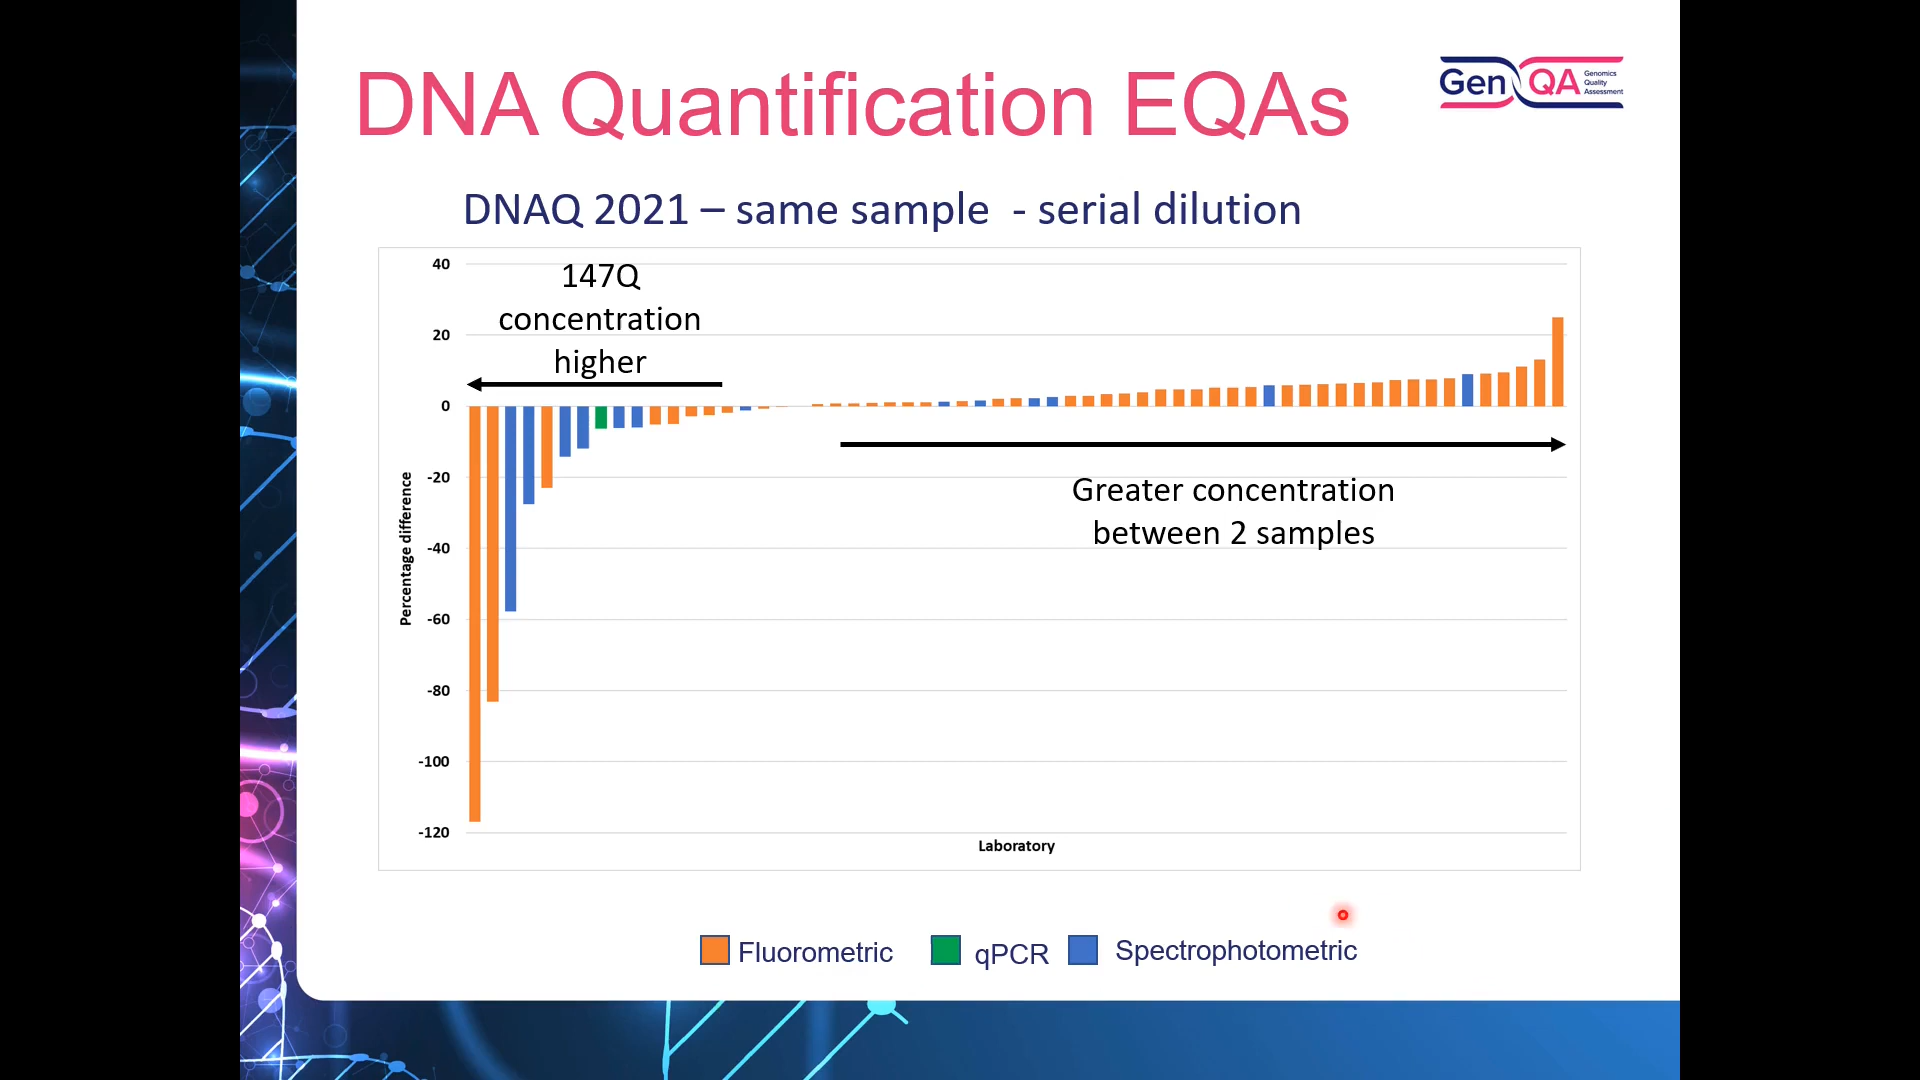 DNA Quantification EQAs
Gen QA Genomics
Quality
Assessment
DNAQ 2021 – same sample - serial dilution
147Q
concentration
higher
40
20
0
-20
-40
-60
-80
-100
-120
Percentage difference
Greater concentration
between 2 samples
Laboratory
Fluorometric
qPCR
Spectrophotometric